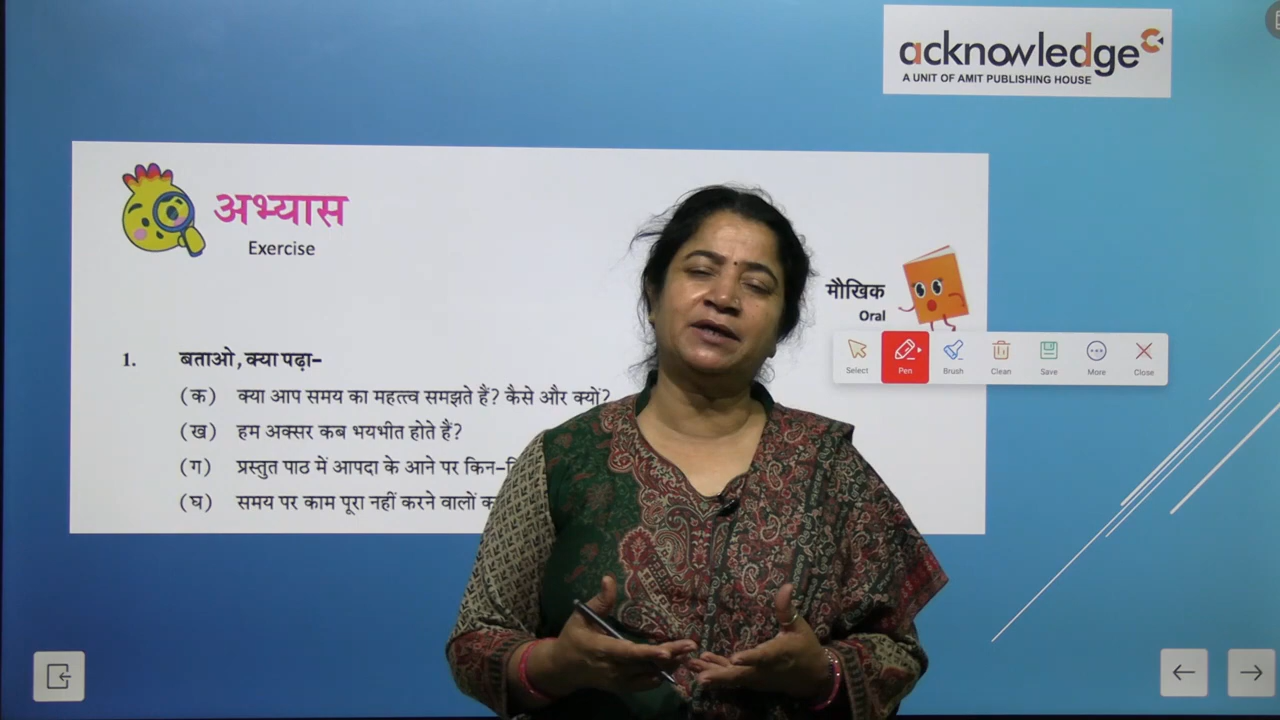 acknowledge
A UNIT OF AMIT PUBLISHING HOUSE
अभ्यास
Exercise
मौखिक
Oral
1. बताओ, क्या पढ़ा–
(क) क्या आप समय का महत्त्व समझते हैं? कैसे और क्यों?
(ख) हम अक्सर कब भयभीत होते हैं?
(ग) प्रस्तुत पाठ में आपदा के आने पर किन–
(घ) समय पर काम पूरा नहीं करने वालों
Select Pen Brush Clean Save More Close